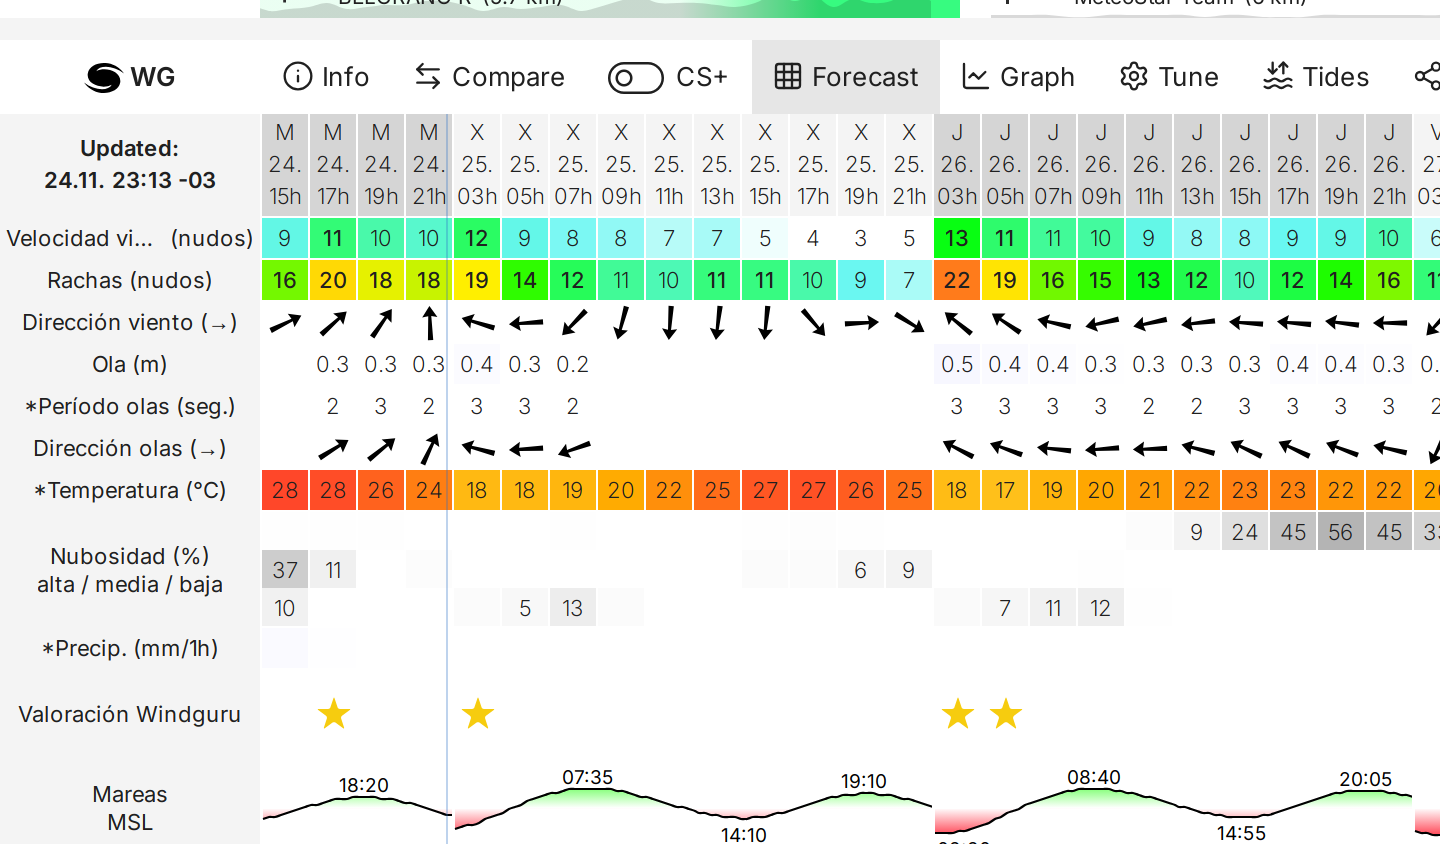 WG Info Compare CS+ Forecast Graph Tune Tides
Updated:
24.11. 23:13 -03
M M M M X X X X X X X X X X J J J J J J J J J J
24. 24. 24. 24. 25. 25. 25. 25. 25. 25. 25. 25. 25. 25. 26. 26. 26. 26. 26. 26. 26. 26. 26. 26.
15h 17h 19h 21h 03h 05h 07h 09h 11h 13h 15h 17h 19h 21h 03h 05h 07h 09h 11h 13h 15h 17h 19h 21h
Velocidad vi... (nudos) 9 11 10 10 12 9 8 8 7 7 5 4 3 5 13 11 11 10 9 8 8 9 9 10
Rachas (nudos) 16 20 18 18 19 14 12 11 10 11 11 10 9 7 22 19 16 15 13 12 10 12 14 16
Dirección viento (→)
Ola (m) 0.3 0.3 0.3 0.4 0.3 0.2 0.5 0.4 0.4 0.3 0.3 0.3 0.3 0.4 0.4 0.3
*Período olas (seg.) 2 3 2 3 3 2 3 3 3 3 2 2 3 3 3 3
Dirección olas (→)
*Temperatura (°C) 28 28 26 24 18 18 19 20 22 25 27 27 26 25 18 17 19 20 21 22 23 23 22 22
9 24 45 56 45
Nubosidad (%) 37 11 6 9
alta / media / baja 10 5 13 7 11 12
*Precip. (mm/1h)
Valoración Windguru
18:20 07:35 19:10 08:40 20:05
Mareas
MSL 14:10 14:55